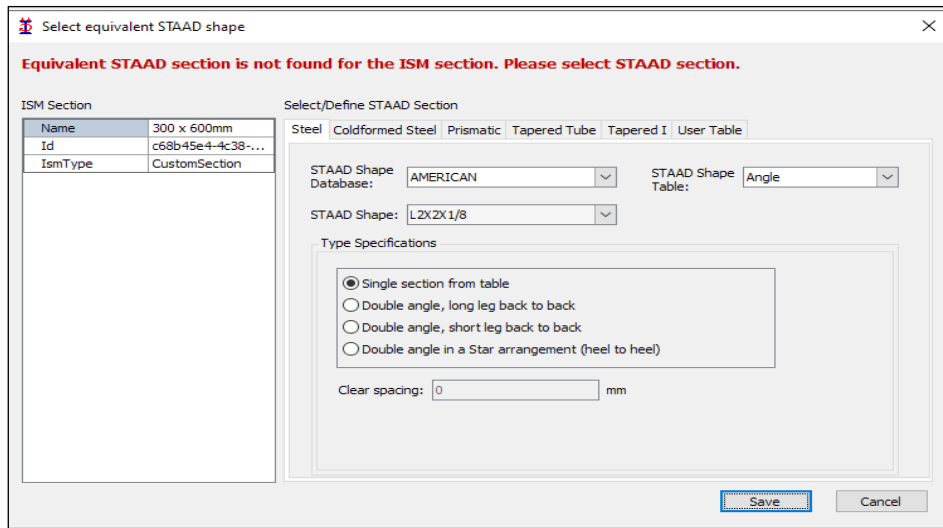 Select equivalent STAAD shape
Equivalent STAAD section is not found for the ISM section. Please select STAAD section.
ISM Section
Name 300 x 600mm
Id c68b45e4-4c38-...
IsmType CustomSection
Select/Define STAAD Section
Steel Coldformed Steel Prismatic Tapered Tube Tapered I User Table
STAAD Shape Database: AMERICAN
STAAD Shape Table: Angle
STAAD Shape: L2X2X1/8
Type Specifications
Single section from table
Double angle, long leg back to back
Double angle, short leg back to back
Double angle in a Star arrangement (heel to heel)
Clear spacing: 0 mm
Save Cancel